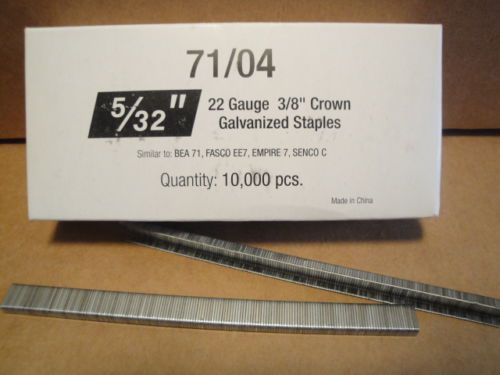 71/04
5/32"
22 Gauge 3/8" Crown
Galvanized Staples
Similar to: BEA 71, FASCO EE7, EMPIRE 7, SENCO C
Quantity: 10,000 pcs.
Made in China